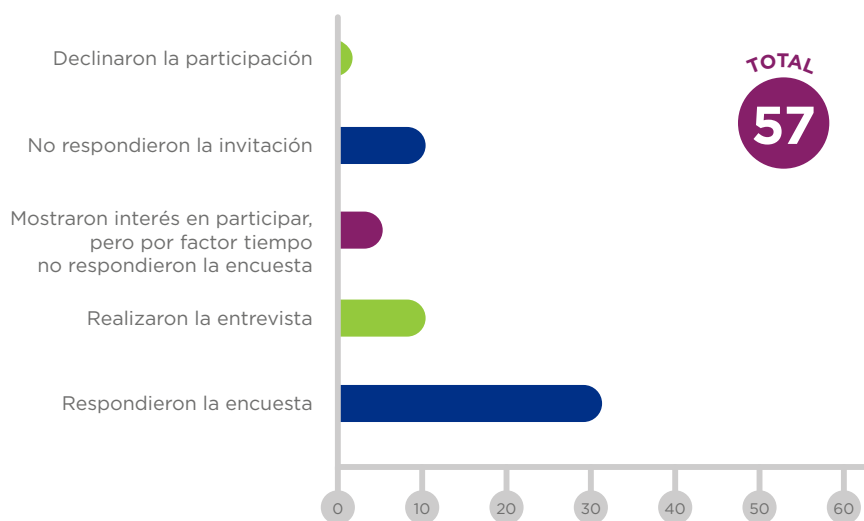 Declinaron la participación
TOTAL
57
No respondieron la invitación
Mostraron interés en participar,
pero por factor tiempo
no respondieron la encuesta
Realizaron la entrevista
Respondieron la encuesta
0 10 20 30 40 50 60